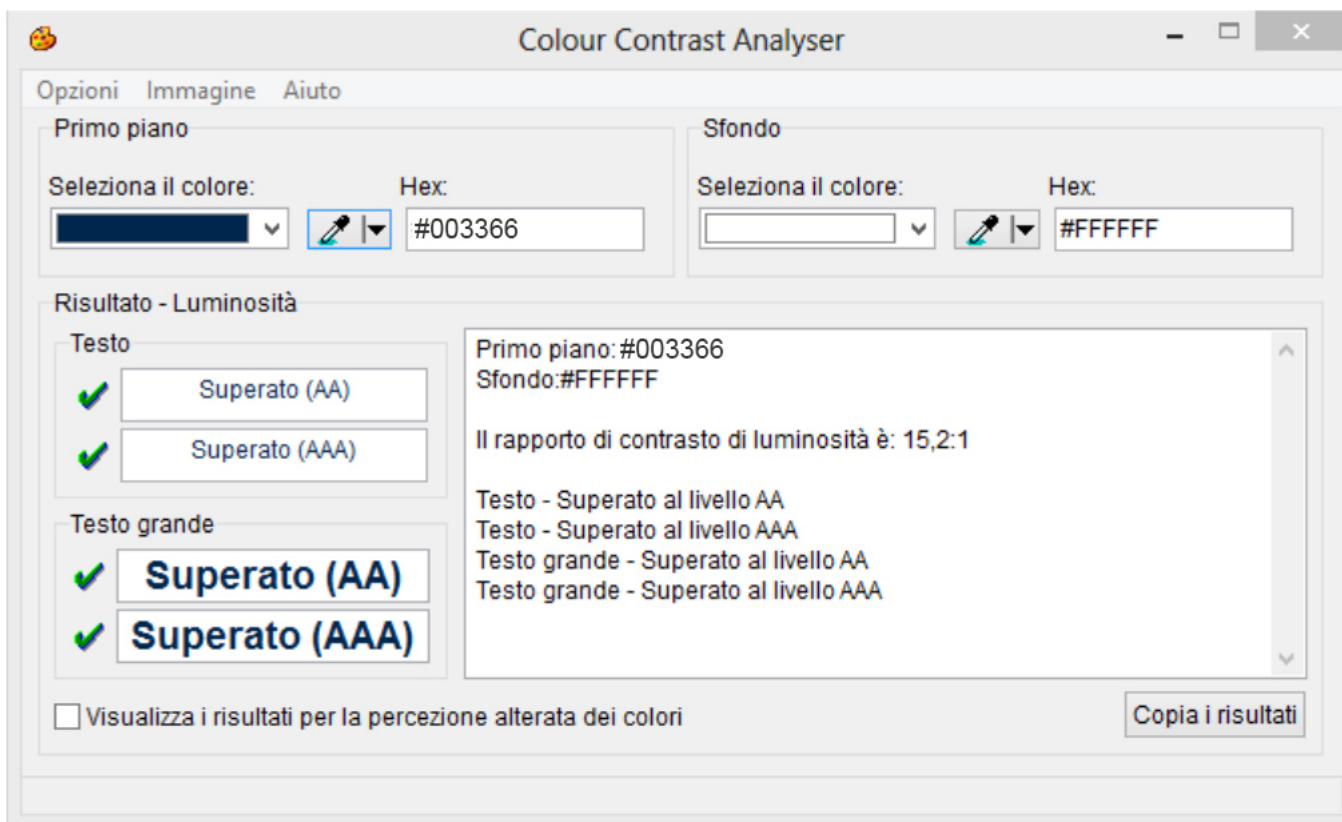 Colour Contrast Analyser
Opzioni Immagine Aiuto
Primo piano
Seleziona il colore: Hex:
#003366
Sfondo
Seleziona il colore: Hex:
#FFFFFF
Risultato - Luminosità
Testo
Superato (AA)
Superato (AAA)
Testo grande
Superato (AA)
Superato (AAA)
Primo piano: #003366
Sfondo:#FFFFFF
Il rapporto di contrasto di luminosità è: 15,2:1
Testo - Superato al livello AA
Testo - Superato al livello AAA
Testo grande - Superato al livello AA
Testo grande - Superato al livello AAA
Visualizza i risultati per la percezione alterata dei colori
Copia i risultati